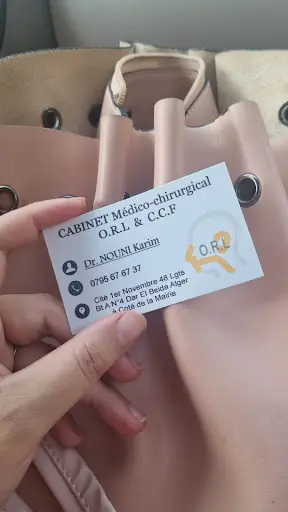 CABINET Médico-chirurgical
O.R.L & C.C.F
Dr. NOUNI Karim
0795 67 67 37
Cité 1er Novembre 48 Lgts
Bt A N°4 Dar El Beida Alger
à Coté de la Mairie
O.R.L